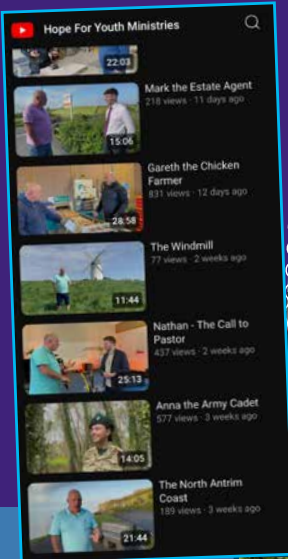 Hope For Youth Ministries
22:03
Mark the Estate Agent
218 views · 11 days ago
15:06
Gareth the Chicken
Farmer
831 views · 12 days ago
28:58
The Windmill
77 views · 2 weeks ago
11:44
Nathan - The Call to
Pastor
437 views · 2 weeks ago
25:13
Anna the Army Cadet
577 views · 3 weeks ago
14:05
The North Antrim
Coast
189 views · 3 weeks ago
21:44